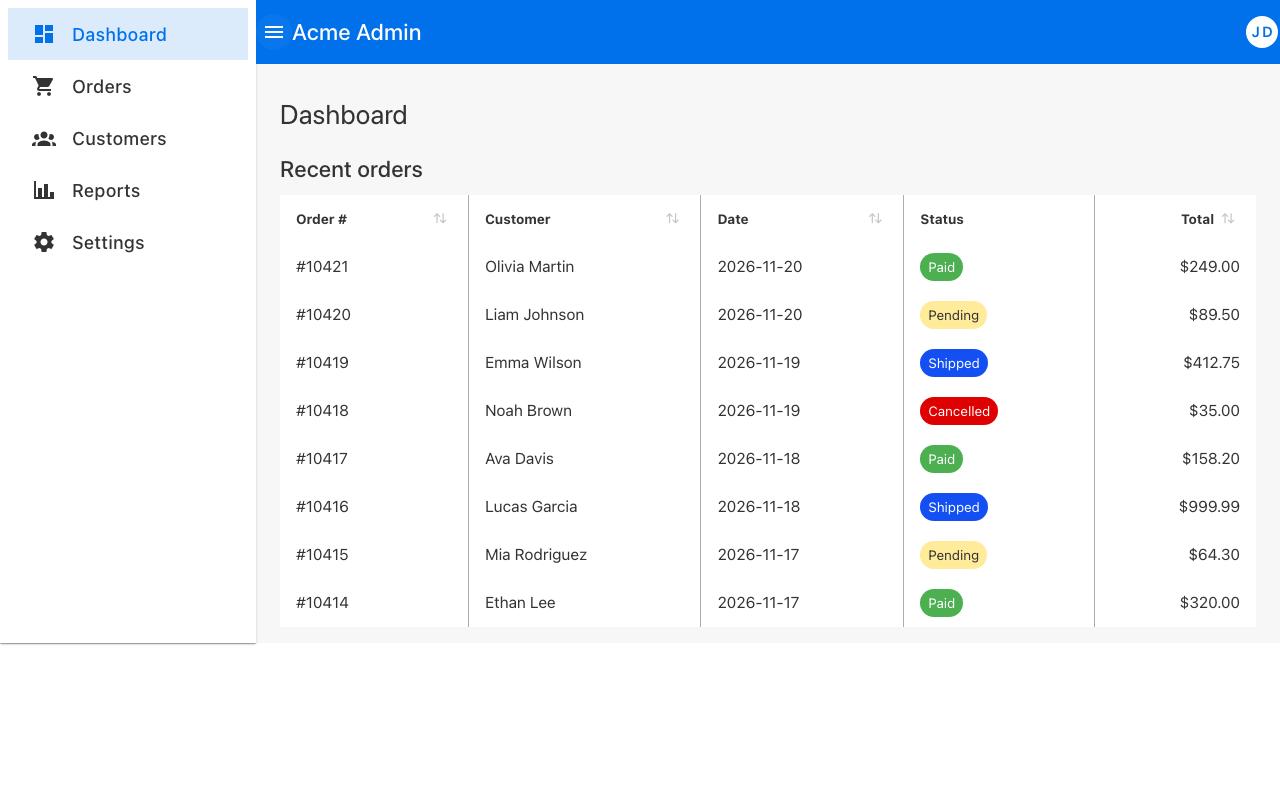 Dashboard
Orders
Customers
Reports
Settings
Acme Admin
JD
Dashboard
Recent orders
Order # Customer Date Status Total
#10421 Olivia Martin 2026-11-20 Paid $249.00
#10420 Liam Johnson 2026-11-20 Pending $89.50
#10419 Emma Wilson 2026-11-19 Shipped $412.75
#10418 Noah Brown 2026-11-19 Cancelled $35.00
#10417 Ava Davis 2026-11-18 Paid $158.20
#10416 Lucas Garcia 2026-11-18 Shipped $999.99
#10415 Mia Rodriguez 2026-11-17 Pending $64.30
#10414 Ethan Lee 2026-11-17 Paid $320.00